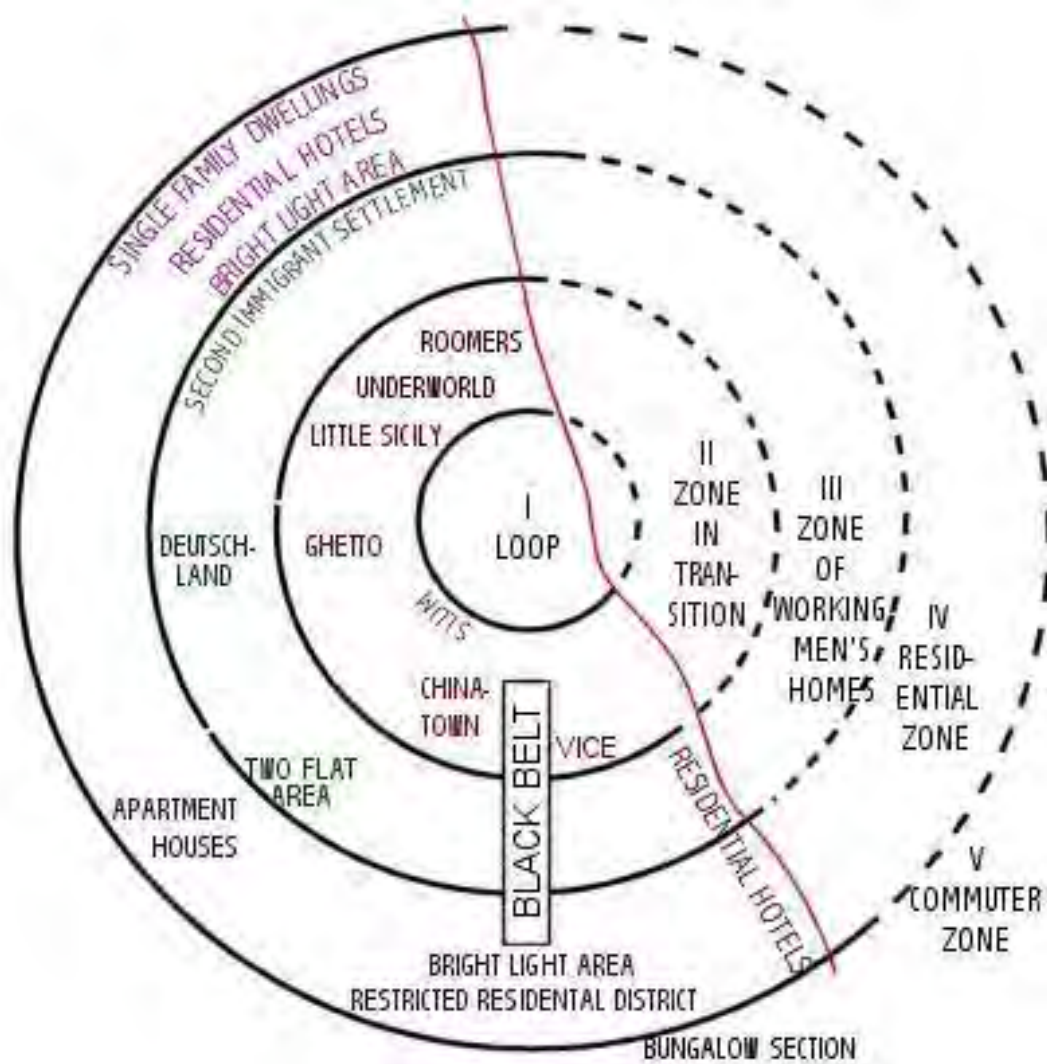 SINGLE FAMILY DWELLINGS
RESIDENTIAL HOTELS
BRIGHT LIGHT AREA
SECOND IMMIGRANT SETTLEMENT
ROOMERS
UNDERWORLD
LITTLE SICILY
GHETTO
I
LOOP
II
ZONE
IN
TRAN-
SITION
III
ZONE
OF
WORKING
MEN'S
HOMES
IV
RESID-
ENTIAL
ZONE
V
COMMUTER
ZONE
DEUTSCH-
LAND
CHINA-
TOWN
VICE
BLACK BELT
TWO FLAT
AREA
APARTMENT
HOUSES
RESIDENTIAL HOTELS
BRIGHT LIGHT AREA
RESTRICTED RESIDENTAL DISTRICT
BUNGALOW SECTION